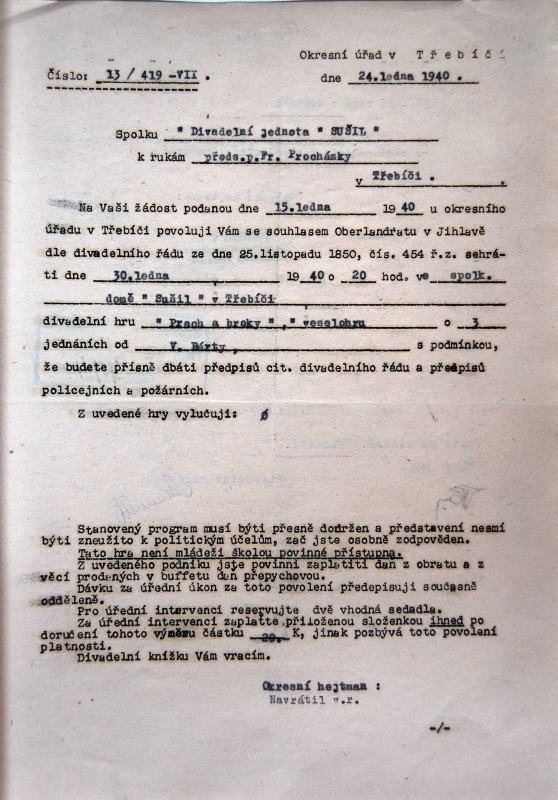 Okresní úřad v Třebíči
Číslo: 13 / 419 -VII . dne 24.ledna 1940 .
Spolku " Divadelní jednota " SUŠIL "
k rukám předs.p.Fr. Procházky
v Třebíči .
Na Vaši žádost podanou dne 15.ledna 1940 u okresního
úřadu v Třebíči povoluji Vám se souhlasem Oberlandratu v Jihlavě
dle divadelního řádu ze dne 25.listopadu 1850, čís. 454 ř.z. sehrá-
ti dne 30.ledna 1940 o 20 hod. ve spolk.
domě " Sušil " v Třebíči
divadelní hru " Prach a broky " ," veselohru o 3
jednáních od V. Bárty , s podmínkou,
že budete přísně dbáti předpisů cit. divadelního řádu a předpisů
policejních a požárních.
Z uvedené hry vylučuji: ø
Stanovený program musí býti přesně dodržen a představení nesmí
býti zneužito k politickým účelům, zač jste osobně zodpověden.
Tato hra není mládeži školou povinné přístupna.
Z uvedeného podniku jste povinni zaplatiti daň z obratu a z
věcí prodaných v buffetu daň přepychovou.
Dávku za úřední úkon za toto povolení předepisuji současně
odděleně.
Pro úřední intervenci reservujte dvě vhodná sedadla.
Za úřední intervenci zaplaťte přiloženou složenkou ihned po
doručení tohoto výměru částku 20.- K, jinak pozbývá toto povolení
platnosti.
Divadelní knížku Vám vracím.
Okresní hejtman :
Navrátil v.r.
-/-